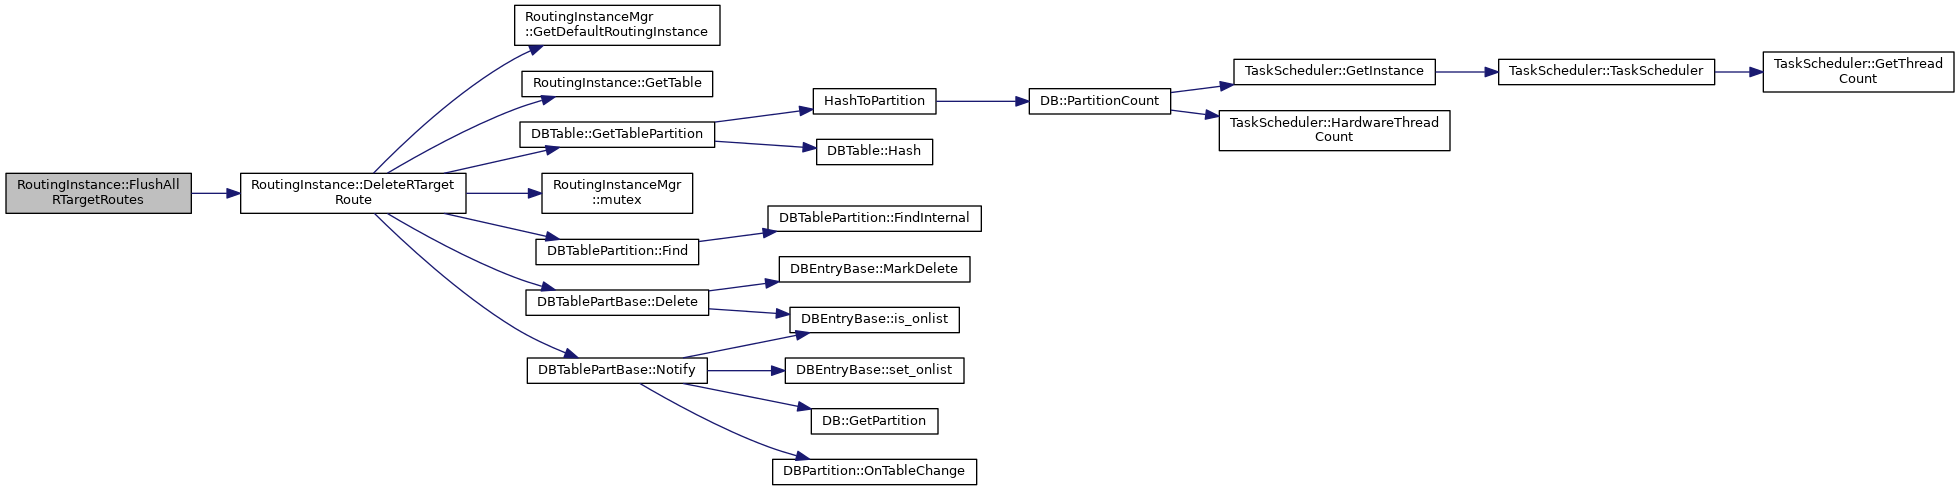 RoutingInstance::FlushAll
RTargetRoutes
RoutingInstance::DeleteRTarget
Route
RoutingInstanceMgr
::GetDefaultRoutingInstance
RoutingInstance::GetTable
DBTable::GetTablePartition
RoutingInstanceMgr
::mutex
DBTablePartition::Find
DBTablePartBase::Delete
DBTablePartBase::Notify
HashToPartition
DBTable::Hash
DBTablePartition::FindInternal
DBEntryBase::MarkDelete
DBEntryBase::is_onlist
DBEntryBase::set_onlist
DB::GetPartition
DBPartition::OnTableChange
DB::PartitionCount
TaskScheduler::GetInstance
TaskScheduler::HardwareThread
Count
TaskScheduler::TaskScheduler
TaskScheduler::GetThread
Count